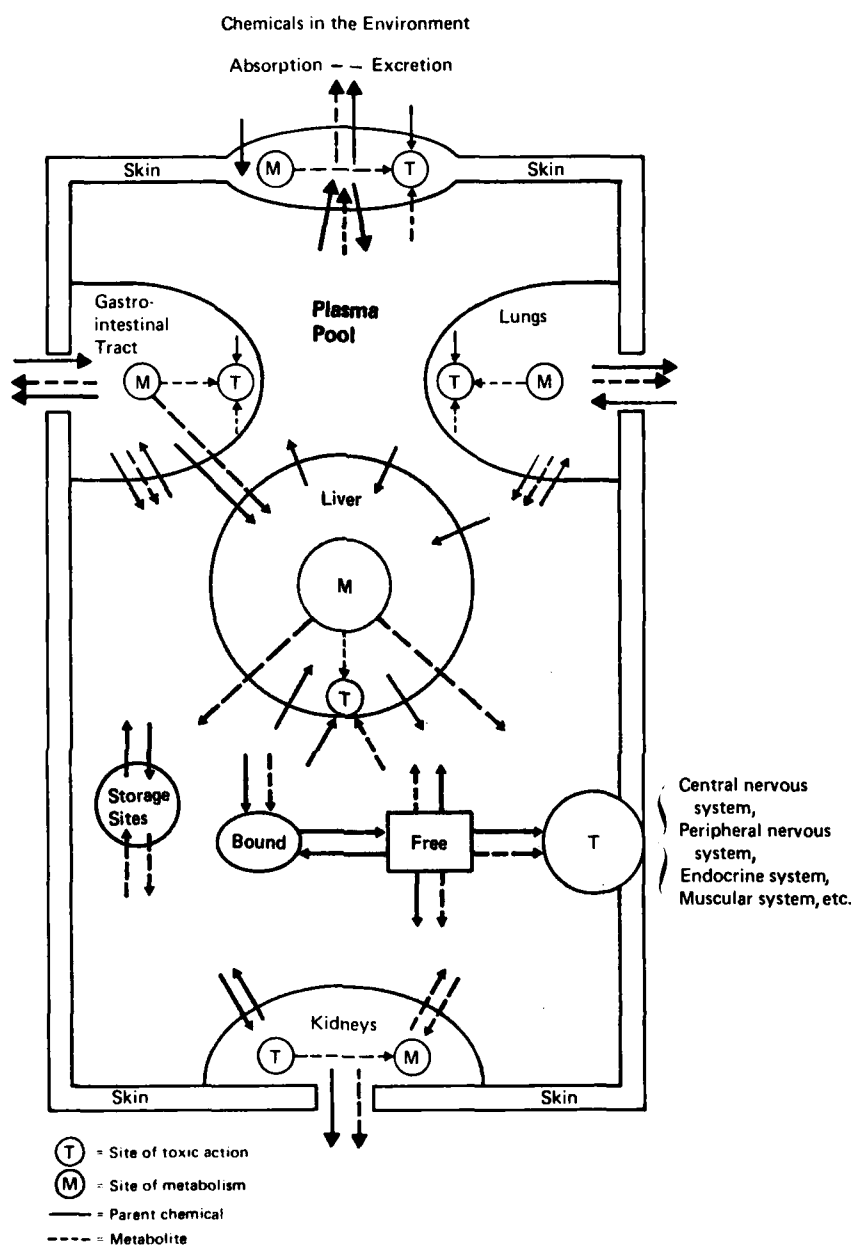 Chemicals in the Environment
Absorption -- Excretion
Skin
M
T
Skin
Gastro-
intestinal
Tract
Plasma
Pool
Lungs
M
T
T
M
Liver
M
T
Storage
Sites
Bound
Free
T
Central nervous
system,
Peripheral nervous
system,
Endocrine system,
Muscular system, etc.
Kidneys
T
M
Skin
Skin
T = Site of toxic action
M = Site of metabolism
= Parent chemical
= Metabolite